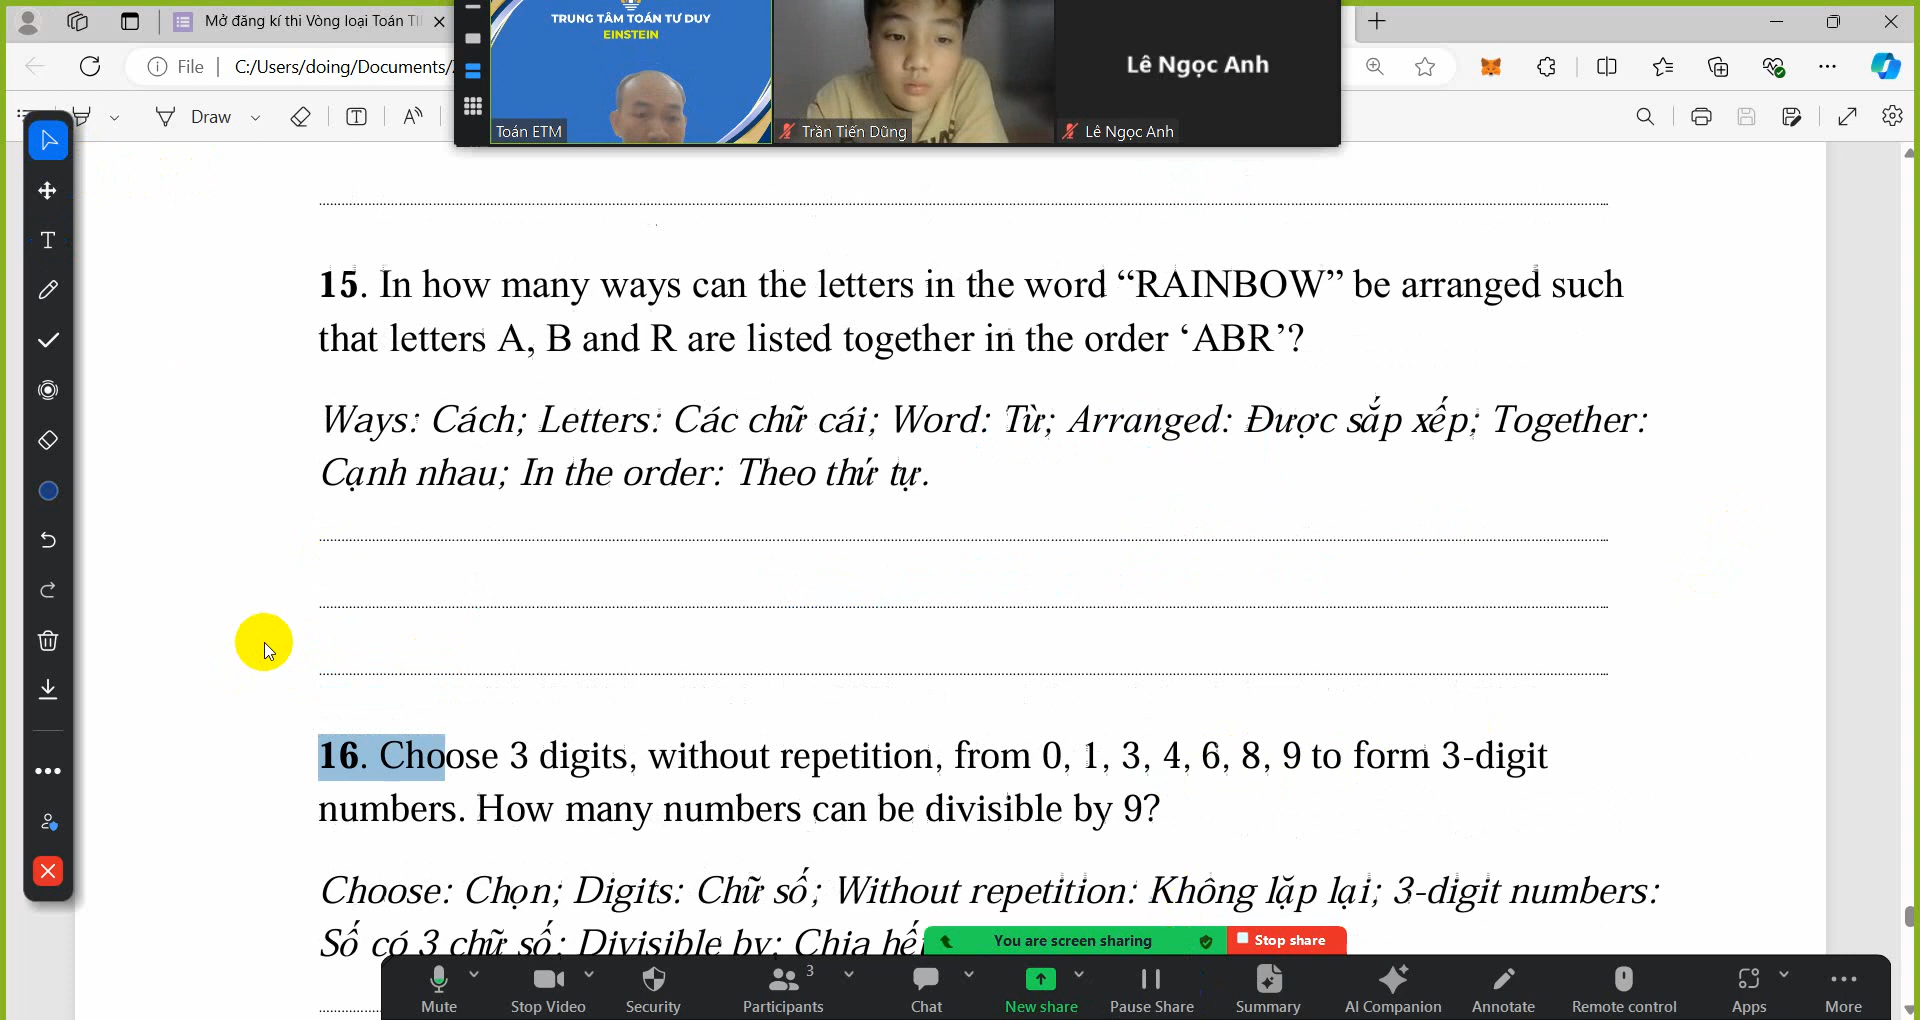 Mở đăng kí thi Vòng loại Toán
File
C:/Users/doing/Documents/
Draw
TRUNG TÂM TOÁN TƯ DUY
EINSTEIN
Toán ETM
Trần Tiến Dũng
Lê Ngọc Anh
Lê Ngọc Anh
15. In how many ways can the letters in the word “RAINBOW” be arranged such
that letters A, B and R are listed together in the order ‘ABR’?
Ways: Cách; Letters: Các chữ cái; Word: Từ; Arranged: Được sắp xếp; Together:
Cạnh nhau; In the order: Theo thứ tự.
16. Choose 3 digits, without repetition, from 0, 1, 3, 4, 6, 8, 9 to form 3-digit
numbers. How many numbers can be divisible by 9?
Choose: Chọn; Digits: Chữ số; Without repetition: Không lặp lại; 3-digit numbers:
Số có 3 chữ số; Divisible by: Chia
You are screen sharing
Stop share
Mute
Stop Video
Security
3
Participants
Chat
New share
Pause Share
Summary
AI Companion
Annotate
Remote control
Apps
More